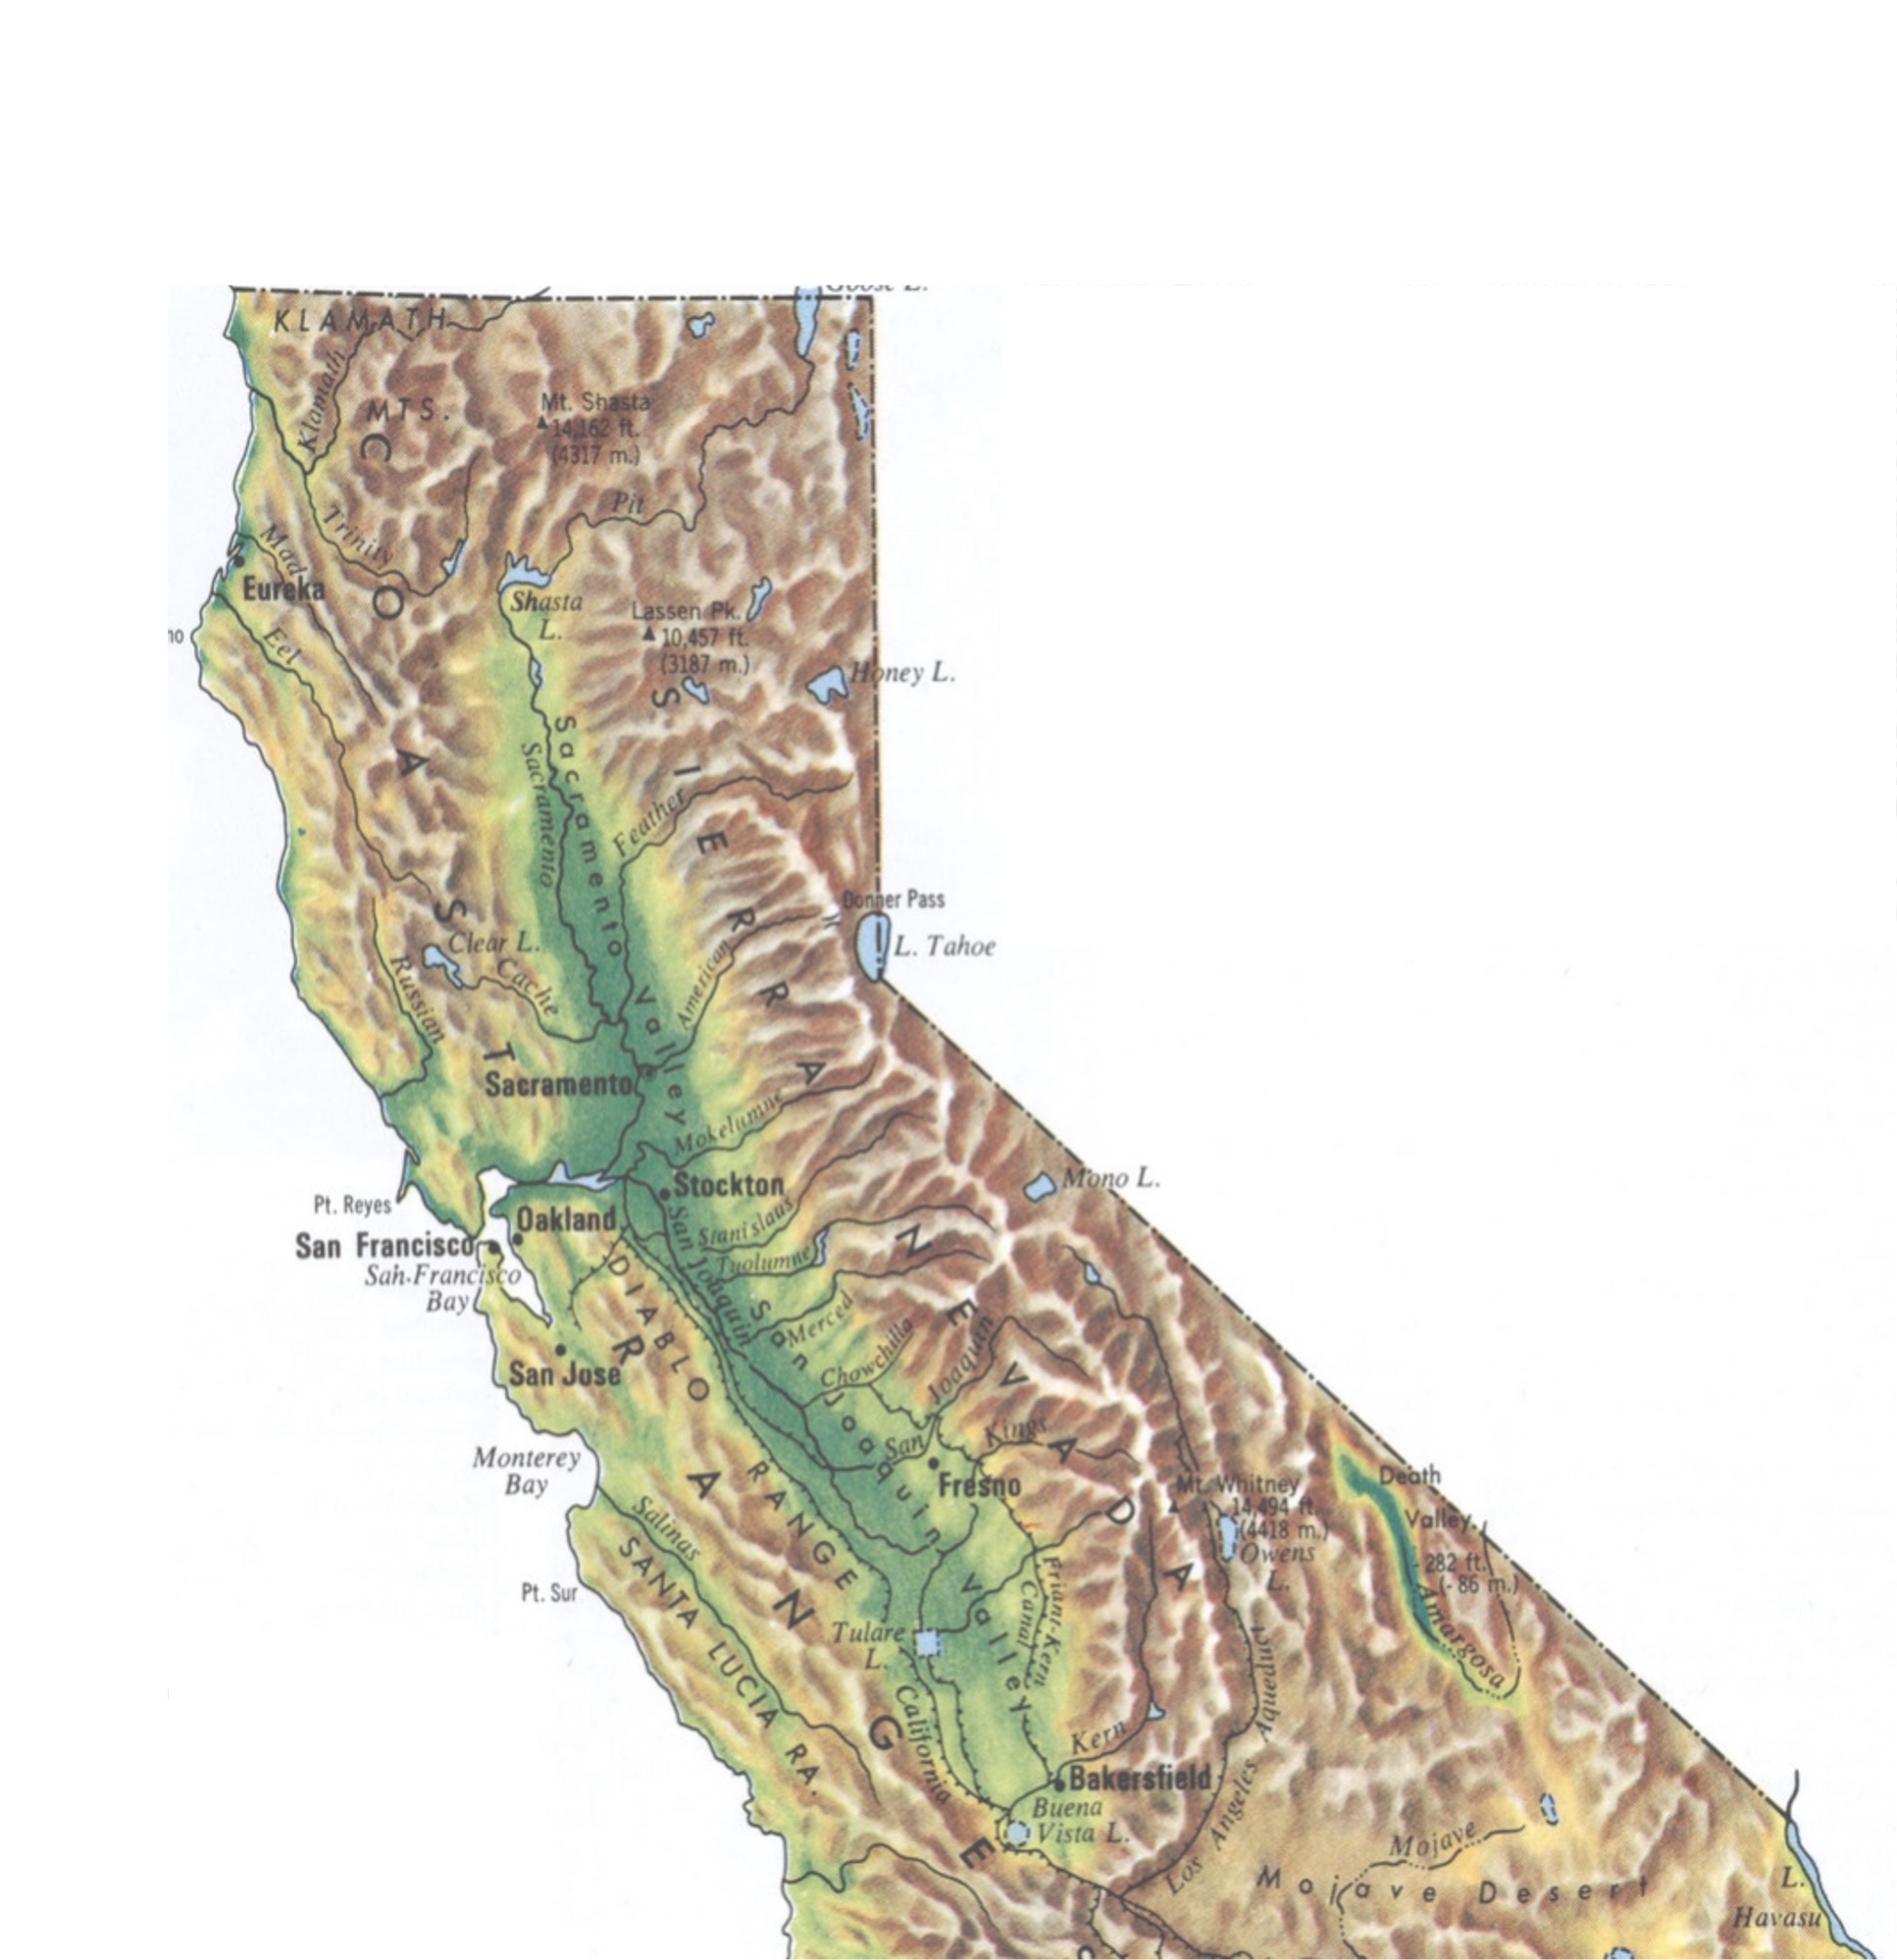 Goose L.
KLAMATH
Klamath
MTS.
Mt. Shasta
14,162 ft.
(4317 m.)
Pit
Trinity
Mad
Eureka
Shasta
L.
Lassen Pk.
10,457 ft.
(3187 m.)
no
Eel
Honey L.
COAST
RANGE
SIERRA
NEVADA
Sacramento
Sacramento Valley
Feather
Donner Pass
L. Tahoe
Clear L.
Cache
American
Russian
Sacramento
Mokelumne
Stockton
Mono L.
Pt. Reyes
Oakland
San Francisco
San Francisco
Bay
Stanislaus
Tuolumne
San Joaquin
DIABLO RANGE
Merced
Chowchilla
San Joaquin
San Joaquin Valley
San Jose
Monterey
Bay
Kings
Fresno
Mt. Whitney
14,494 ft.
(4418 m.)
Owens
L.
Death
Valley
- 282 ft.
(- 86 m.)
Amargosa
Salinas
SANTA LUCIA RA.
Pt. Sur
Friant-Kern
Canal
Tulare
L.
California
Kern
Bakersfield
Buena
Vista L.
Los Angeles Aqueduct
Mojave
Mojave Desert
L.
Havasu